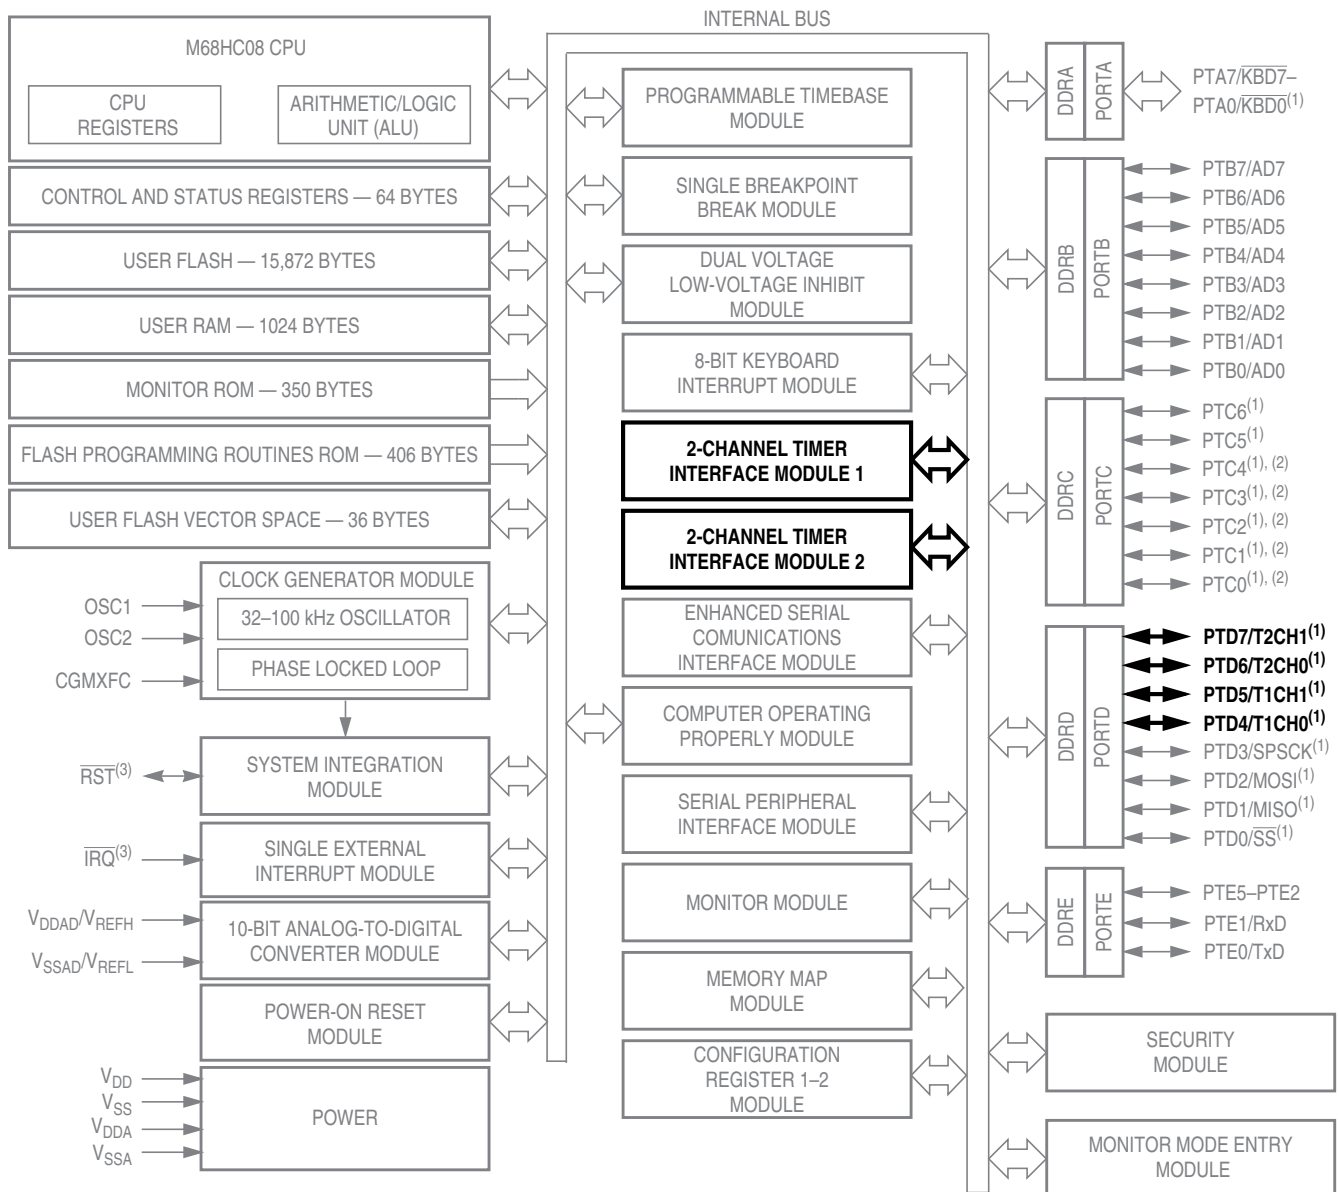 INTERNAL BUS
M68HC08 CPU
CPU
REGISTERS
ARITHMETIC/LOGIC
UNIT (ALU)
CONTROL AND STATUS REGISTERS — 64 BYTES
USER FLASH — 15,872 BYTES
USER RAM — 1024 BYTES
MONITOR ROM — 350 BYTES
FLASH PROGRAMMING ROUTINES ROM — 406 BYTES
USER FLASH VECTOR SPACE — 36 BYTES
CLOCK GENERATOR MODULE
32–100 kHz OSCILLATOR
PHASE LOCKED LOOP
OSC1
OSC2
CGMXFC
SYSTEM INTEGRATION
MODULE
RST(3)
SINGLE EXTERNAL
INTERRUPT MODULE
IRQ(3)
10-BIT ANALOG-TO-DIGITAL
CONVERTER MODULE
VDDAD/VREFH
VSSAD/VREFL
POWER-ON RESET
MODULE
POWER
VDD
VSS
VDDA
VSSA
PROGRAMMABLE TIMEBASE
MODULE
SINGLE BREAKPOINT
BREAK MODULE
DUAL VOLTAGE
LOW-VOLTAGE INHIBIT
MODULE
8-BIT KEYBOARD
INTERRUPT MODULE
2-CHANNEL TIMER
INTERFACE MODULE 1
2-CHANNEL TIMER
INTERFACE MODULE 2
ENHANCED SERIAL
COMUNICATIONS
INTERFACE MODULE
COMPUTER OPERATING
PROPERLY MODULE
SERIAL PERIPHERAL
INTERFACE MODULE
MONITOR MODULE
MEMORY MAP
MODULE
CONFIGURATION
REGISTER 1–2
MODULE
DDRA
PORTA
PTA7/KBD7–
PTA0/KBD0(1)
DDRB
PORTB
PTB7/AD7
PTB6/AD6
PTB5/AD5
PTB4/AD4
PTB3/AD3
PTB2/AD2
PTB1/AD1
PTB0/AD0
DDRC
PORTC
PTC6(1)
PTC5(1)
PTC4(1), (2)
PTC3(1), (2)
PTC2(1), (2)
PTC1(1), (2)
PTC0(1), (2)
DDRD
PORTD
PTD7/T2CH1(1)
PTD6/T2CH0(1)
PTD5/T1CH1(1)
PTD4/T1CH0(1)
PTD3/SPSCK(1)
PTD2/MOSI(1)
PTD1/MISO(1)
PTD0/SS(1)
DDRE
PORTE
PTE5–PTE2
PTE1/RxD
PTE0/TxD
SECURITY
MODULE
MONITOR MODE ENTRY
MODULE